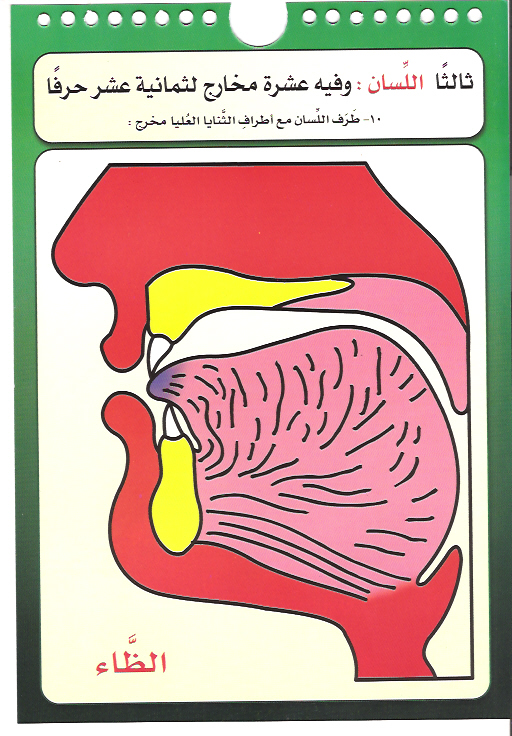 ثالثًا اللِّسان : وفيه عشرة مخارج لثمانية عشر حرفًا
١٠- طَرَف اللِّسان مع أطرافِ الثَّنايا العُليا مخرج :
الظَّاء